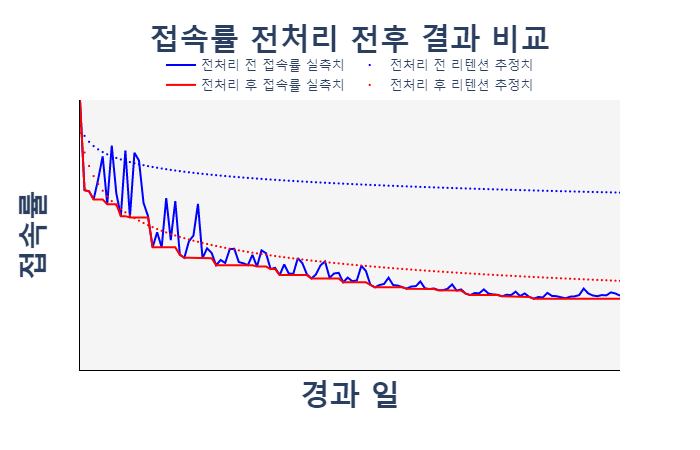 접속률 전처리 전후 결과 비교
전처리 전 접속률 실측치 전처리 전 리텐션 추정치
전처리 후 접속률 실측치 전처리 후 리텐션 추정치
접속률
경과 일